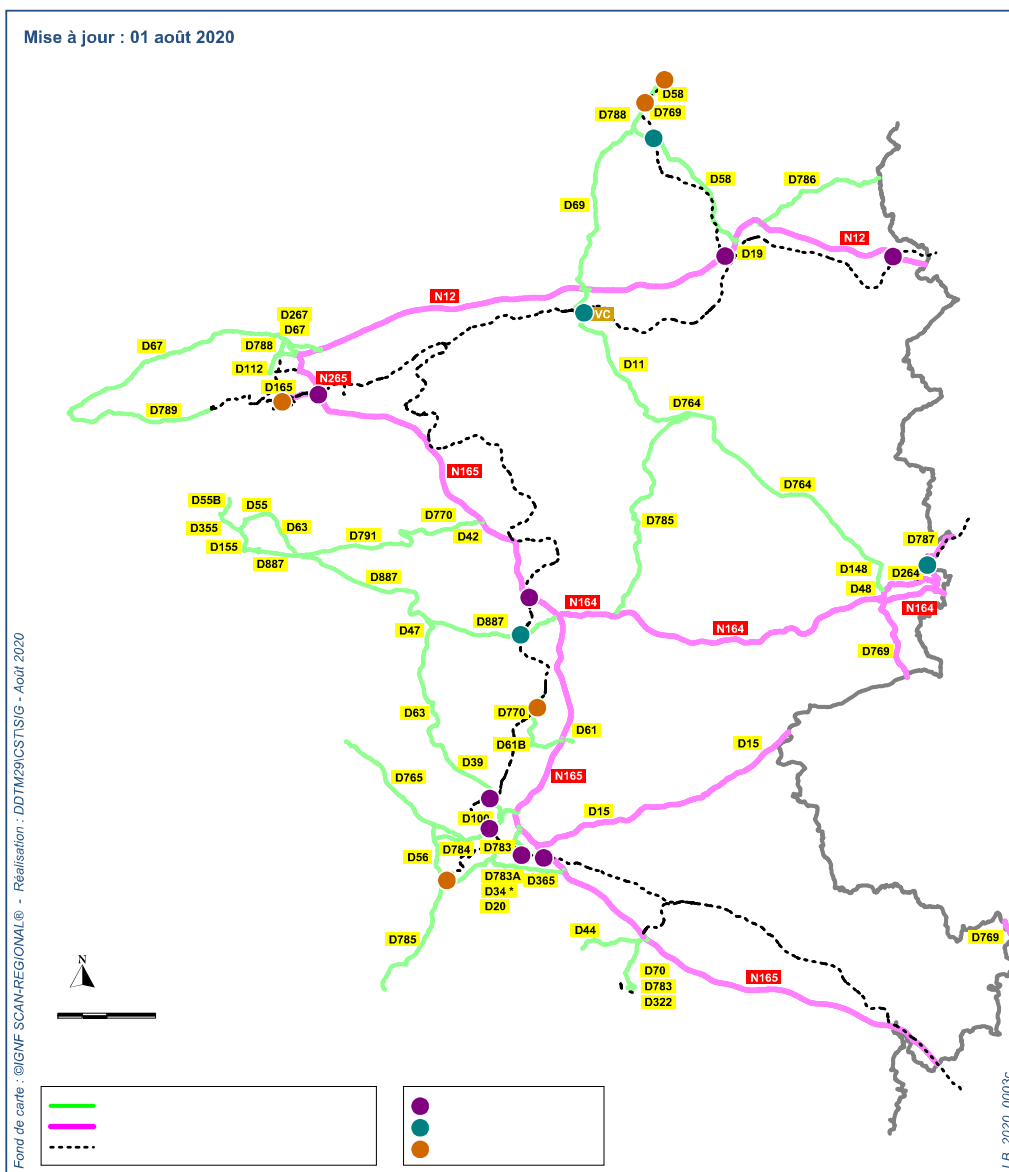 Mise à jour : 01 août 2020
D58
D788
D769
D58
D786
D69
N12
D19
N12
D267
VC
D67
D67
D788
D11
D112
N265
D165
D764
D789
N165
D764
D55B
D55
D770
D785
D355
D63
D42
D787
D155
D791
D887
D148
D264
D887
D48
N164
N164
D47
D887
N164
D769
D63
D770
D61
D61B
D15
D39
N165
D765
D15
D100
D784
D783
D56
D783A
D365
D34 *
D20
D44
D785
D769
D70
N165
D783
D322
N
Fond de carte : ©IGNF SCAN-REGIONAL® - Réalisation : DDTM29\CST\SIG - Août 2020
LR_2020_0003c